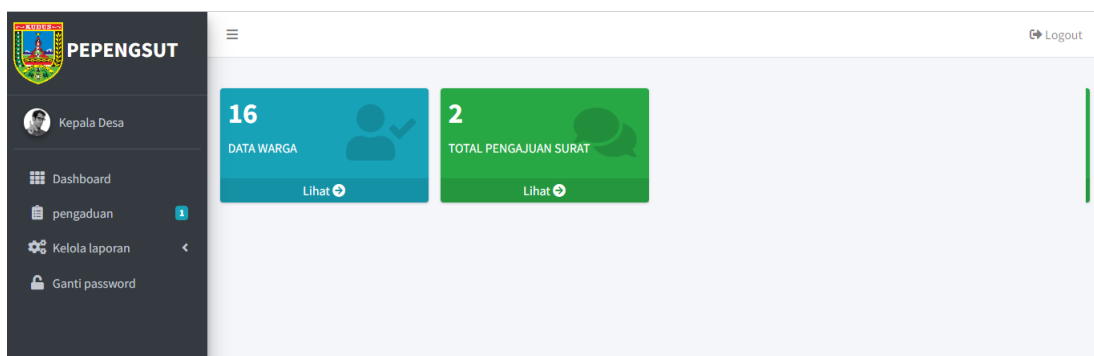 KUDUS
PEPENGSUT
Logout
Kepala Desa
Dashboard
pengaduan 1
Kelola laporan
Ganti password
16
DATA WARGA
Lihat
2
TOTAL PENGAJUAN SURAT
Lihat